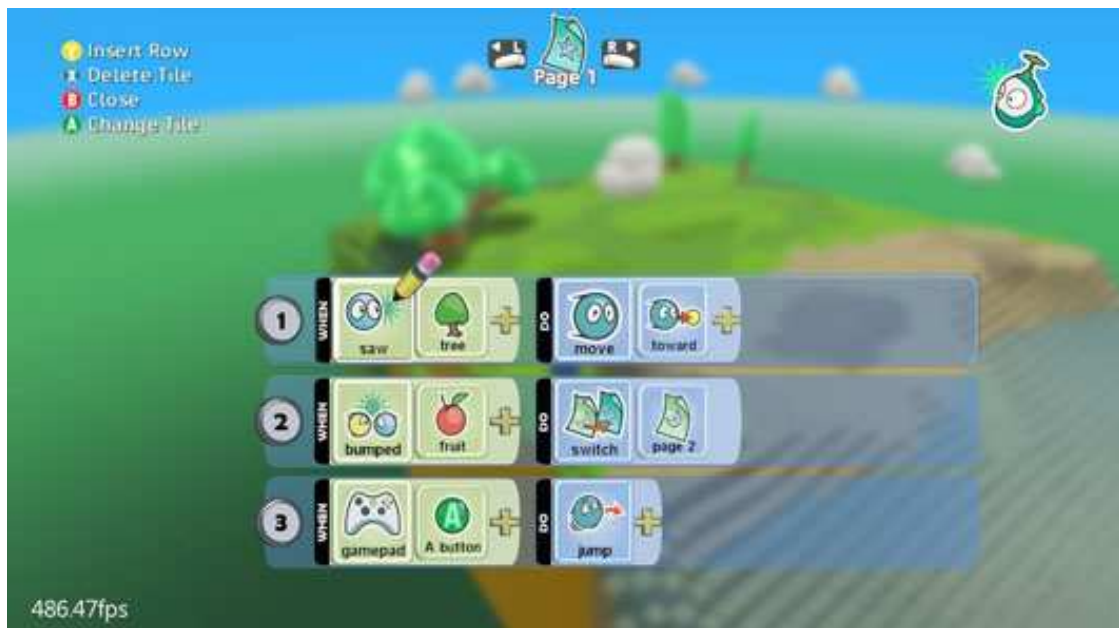 Y Insert Row
X Delete Tile
B Close
A Change Tile
L
R
Page 1
1
WHEN
saw
tree
DO
move
toward
2
WHEN
bumped
fruit
DO
switch
page 2
3
WHEN
gamepad
A
A button
DO
jump
486.47fps